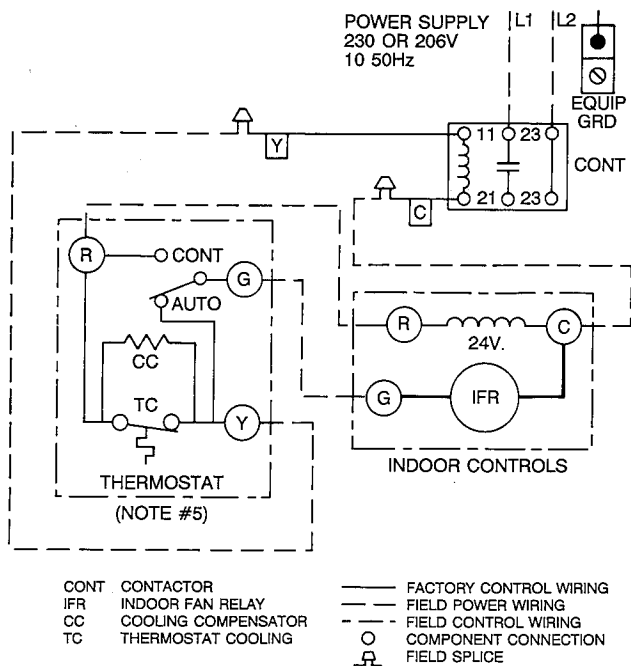 POWER SUPPLY
230 OR 206V
10 50Hz
L1
L2
EQUIP
GRD
Y
11
23
CONT
21
23
C
R
CONT
G
AUTO
CC
TC
Y
THERMOSTAT
(NOTE #5)
R
24V.
C
G
IFR
INDOOR CONTROLS
CONT CONTACTOR
IFR INDOOR FAN RELAY
CC COOLING COMPENSATOR
TC THERMOSTAT COOLING
FACTORY CONTROL WIRING
FIELD POWER WIRING
FIELD CONTROL WIRING
COMPONENT CONNECTION
FIELD SPLICE